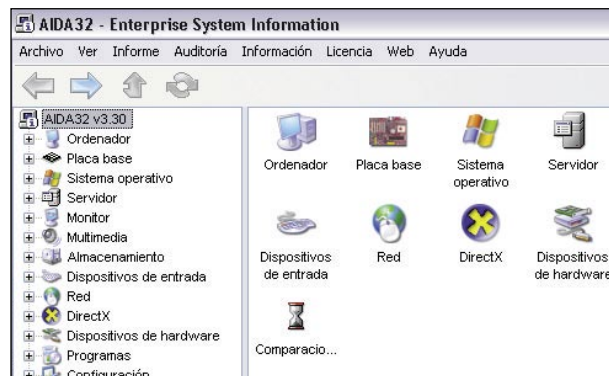 AIDA32 - Enterprise System Information
Archivo Ver Informe Auditoría Información Licencia Web Ayuda
AIDA32 v3.30
Ordenador
Placa base
Sistema operativo
Servidor
Monitor
Multimedia
Almacenamiento
Dispositivos de entrada
Red
DirectX
Dispositivos de hardware
Programas
Configuración
Ordenador Placa base Sistema Servidor
operativo
Dispositivos Red DirectX Dispositivos
de entrada de hardware
Comparacio...